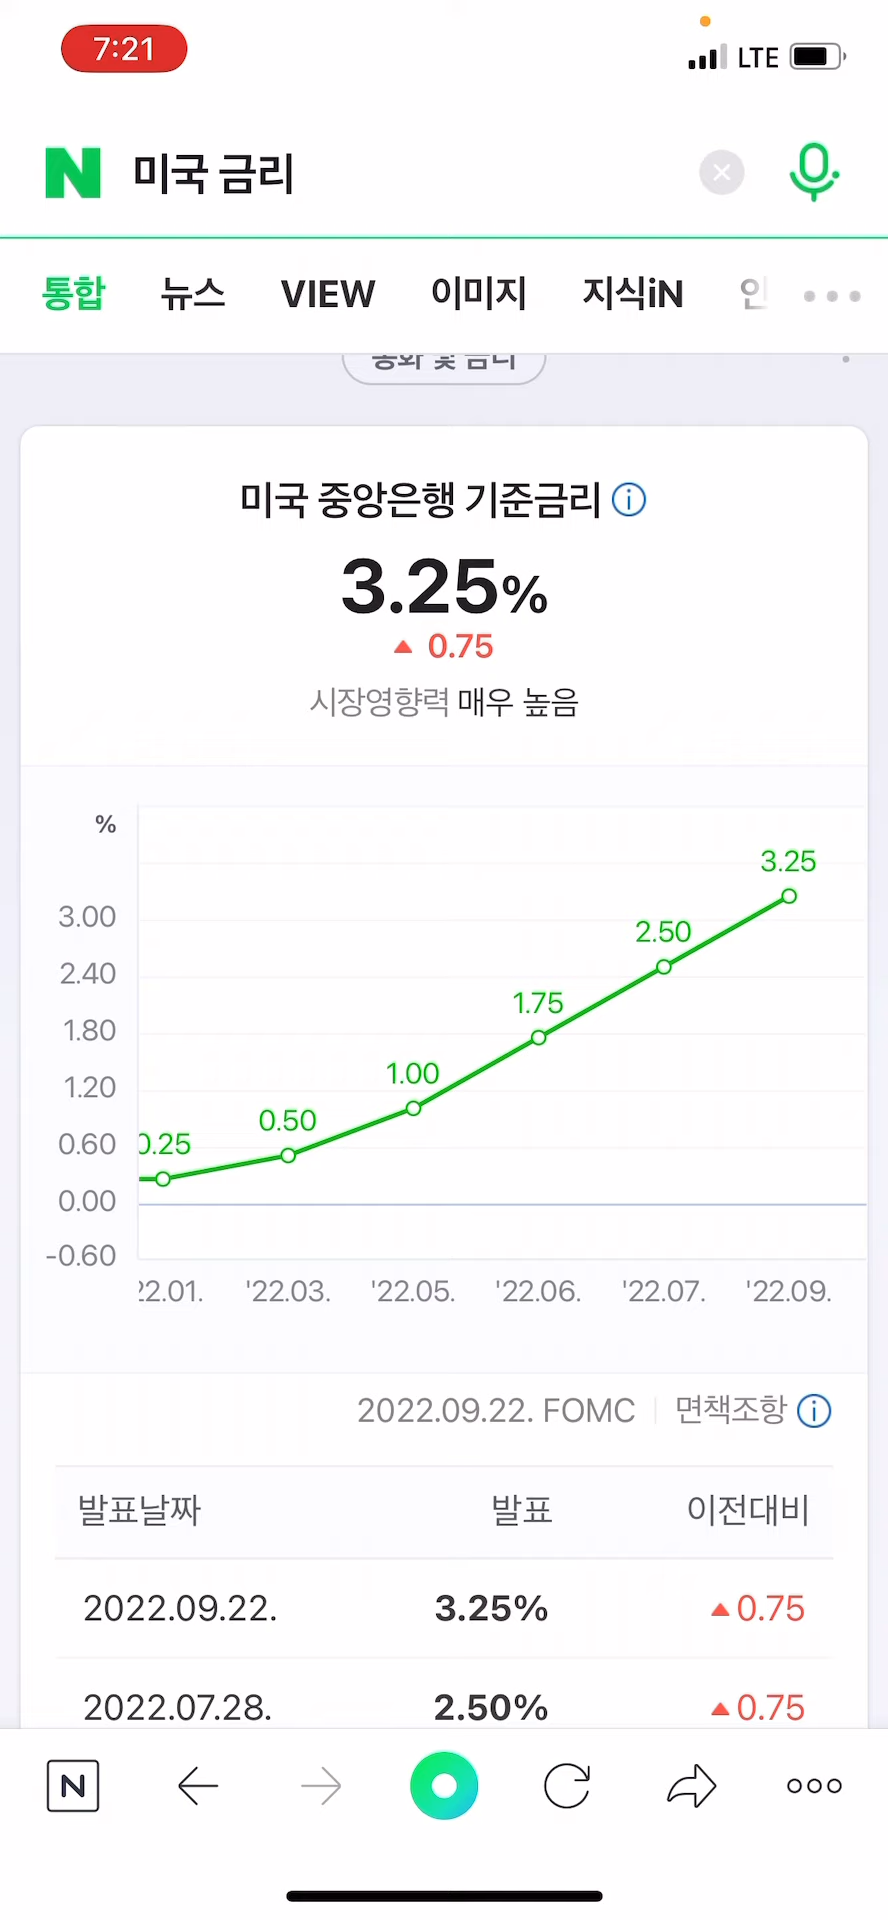 7:21
LTE
N 미국 금리
통합 뉴스 VIEW 이미지 지식iN
미국 중앙은행 기준금리
3.25%
▲ 0.75
시장영향력 매우 높음
%
3.00
2.40
1.80
1.20
0.60
0.00
-0.60
0.25
0.50
1.00
1.75
2.50
3.25
22.01. '22.03. '22.05. '22.06. '22.07. '22.09.
2022.09.22. FOMC 면책조항
발표날짜 발표 이전대비
2022.09.22. 3.25% ▲0.75
2022.07.28. 2.50% ▲0.75
N